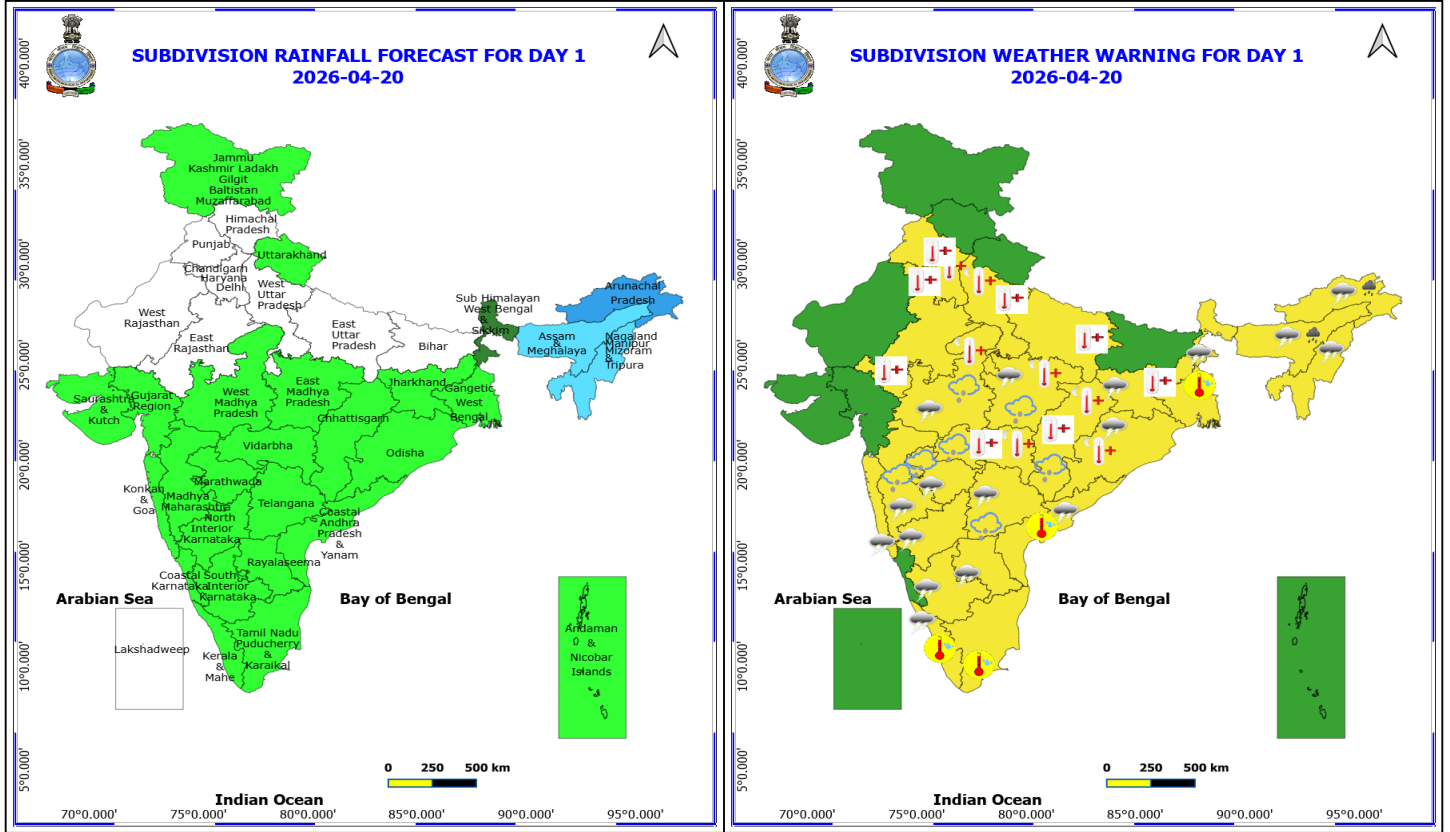 SUBDIVISION RAINFALL FORECAST FOR DAY 1
2026-04-20
40°0.000'
35°0.000'
30°0.000'
25°0.000'
20°0.000'
15°0.000'
10°0.000'
5°0.000'
Jammu
Kashmir Ladakh
Gilgit
Baltistan
Muzaffarabad
Himachal
Pradesh
Punjab
Uttarakhand
Chandigarh
Haryana
Delhi
West
Uttar
Pradesh
West
Rajasthan
East
Rajasthan
East
Uttar
Pradesh
Bihar
Sub Himalayan
West Bengal
&
Sikkim
Arunachal
Pradesh
Assam
&
Meghalaya
Nagaland
Manipur
Mizoram
&
Tripura
Saurashtra
&
Kutch
Gujarat
Region
West
Madhya
Pradesh
East
Madhya
Pradesh
Jharkhand
Gangetic
West
Bengal
Chhattisgarh
Vidarbha
Odisha
Konkan
&
Goa
Madhya
Maharashtra
Marathwada
Telangana
North
Interior
Karnataka
Coastal
Andhra
Pradesh
&
Yanam
Rayalaseema
Coastal
Karnataka
South
Interior
Karnataka
Arabian Sea
Bay of Bengal
Lakshadweep
Kerala
&
Mahe
Tamil Nadu
Puducherry
&
Karaikal
Andaman
&
Nicobar
Islands
0 250 500 km
Indian Ocean
70°0.000' 75°0.000' 80°0.000' 85°0.000' 90°0.000' 95°0.000'
SUBDIVISION WEATHER WARNING FOR DAY 1
2026-04-20
40°0.000'
35°0.000'
30°0.000'
25°0.000'
20°0.000'
15°0.000'
10°0.000'
5°0.000'
Arabian Sea
Bay of Bengal
0 250 500 km
Indian Ocean
70°0.000' 75°0.000' 80°0.000' 85°0.000' 90°0.000' 95°0.000'